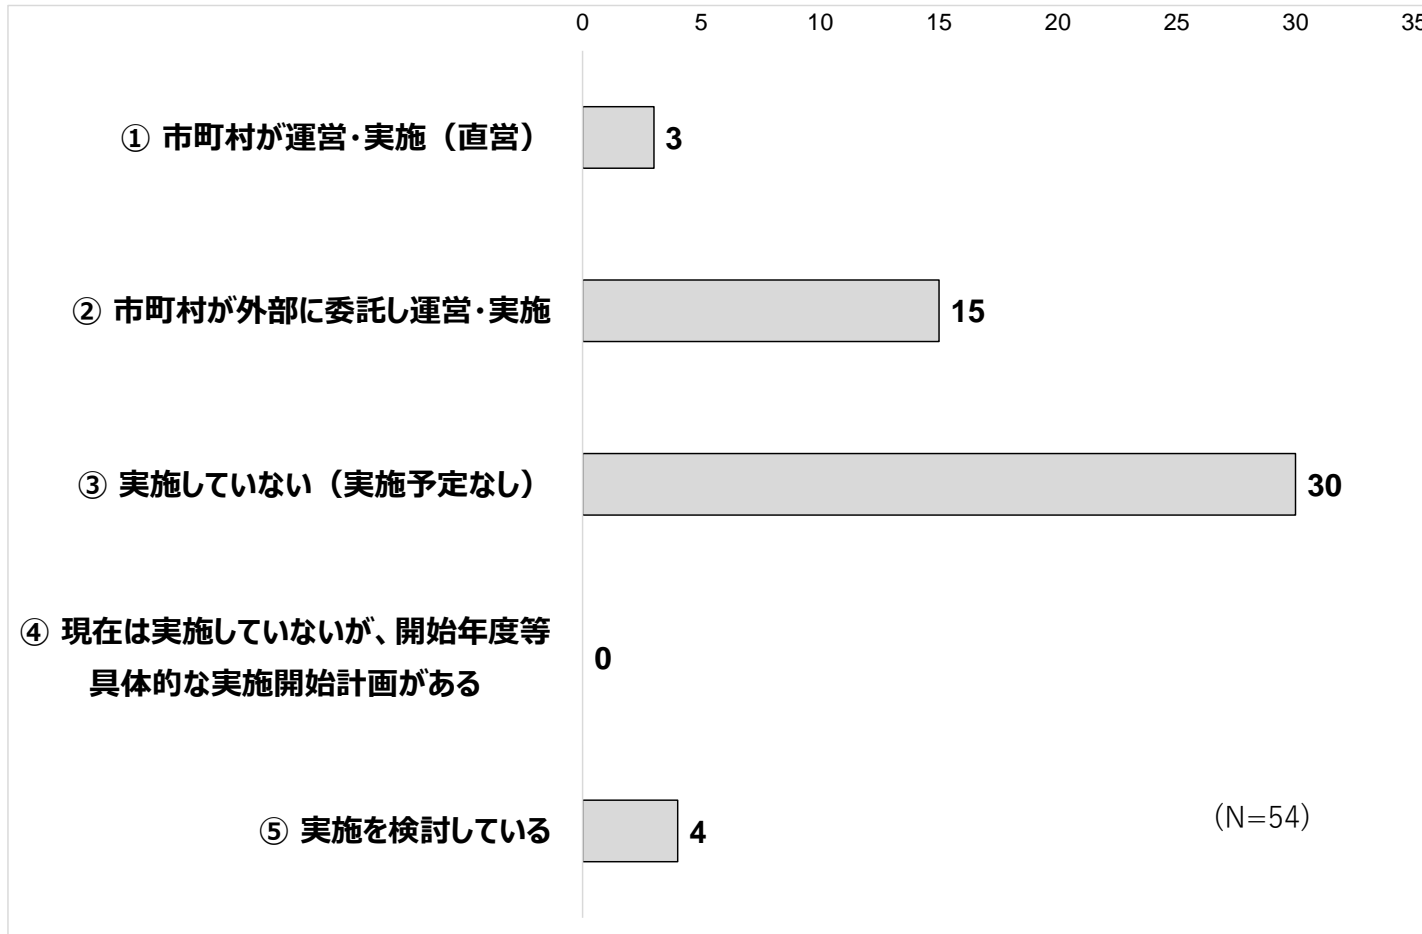 0 5 10 15 20 25 30 35
① 市町村が運営・実施（直営） 3
② 市町村が外部に委託し運営・実施 15
③ 実施していない（実施予定なし） 30
④ 現在は実施していないが、開始年度等
具体的な実施開始計画がある 0
⑤ 実施を検討している 4
(N=54)